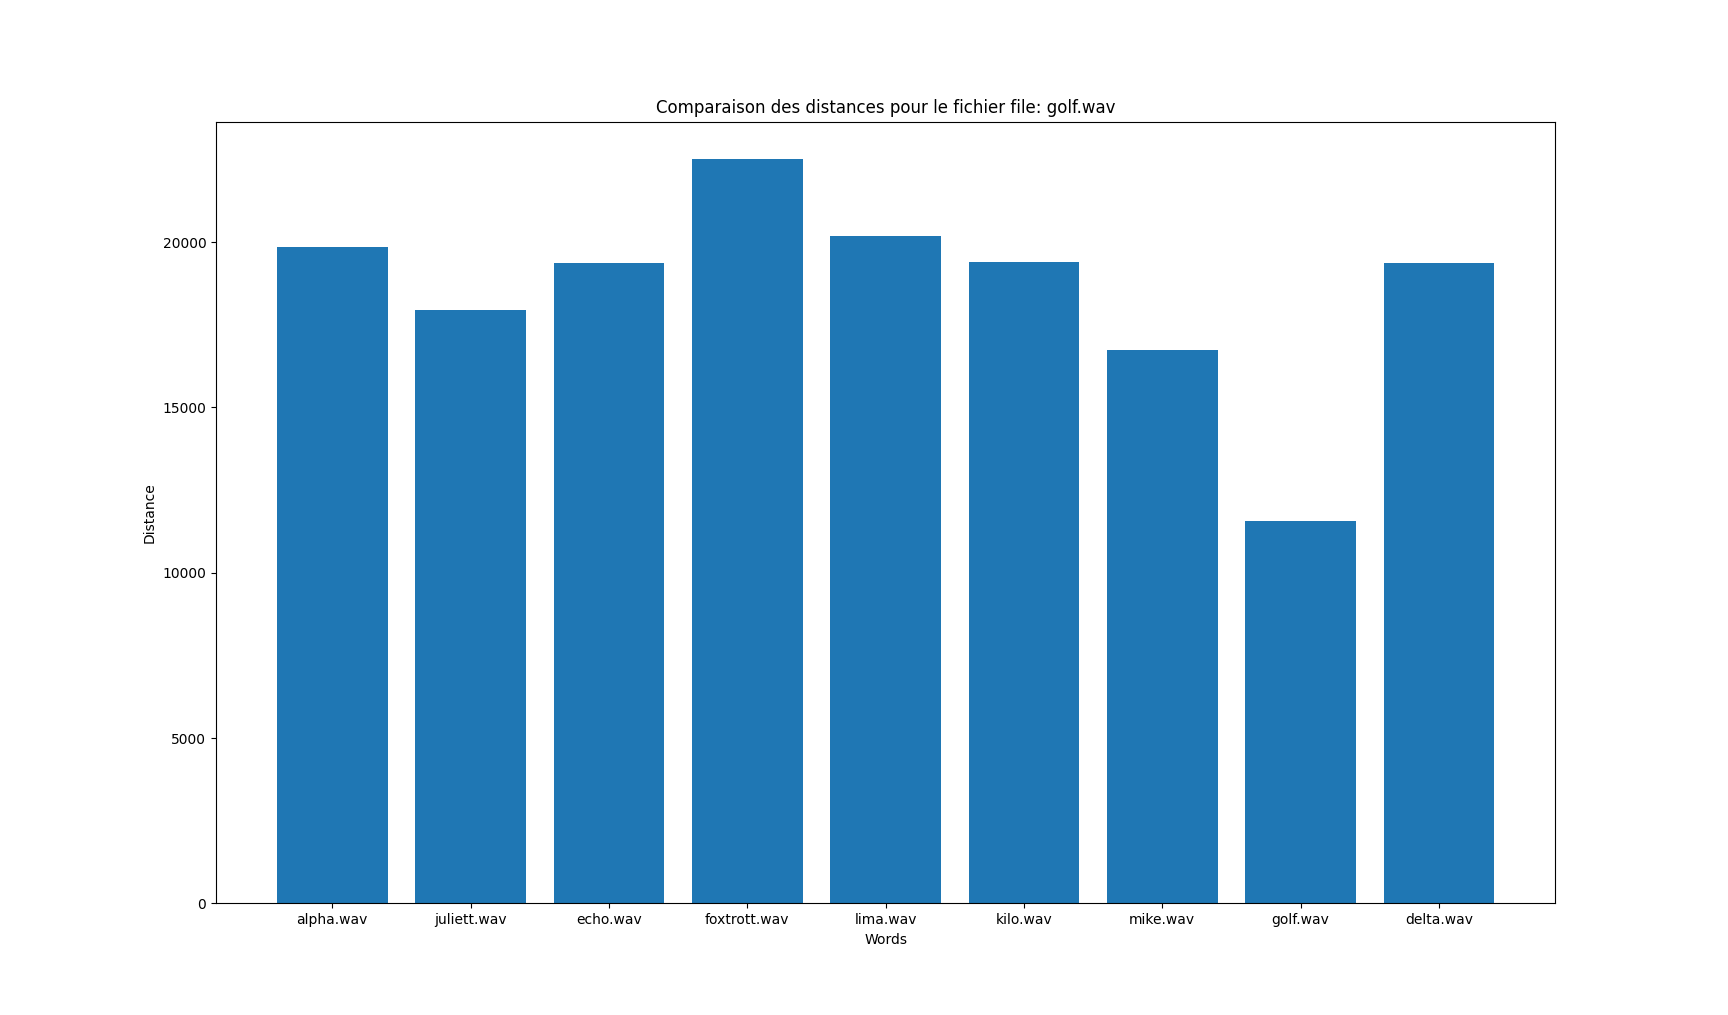 Comparaison des distances pour le fichier file: golf.wav
20000
15000
10000
5000
0
Distance
alpha.wav juliett.wav echo.wav foxtrott.wav lima.wav kilo.wav mike.wav golf.wav delta.wav
Words